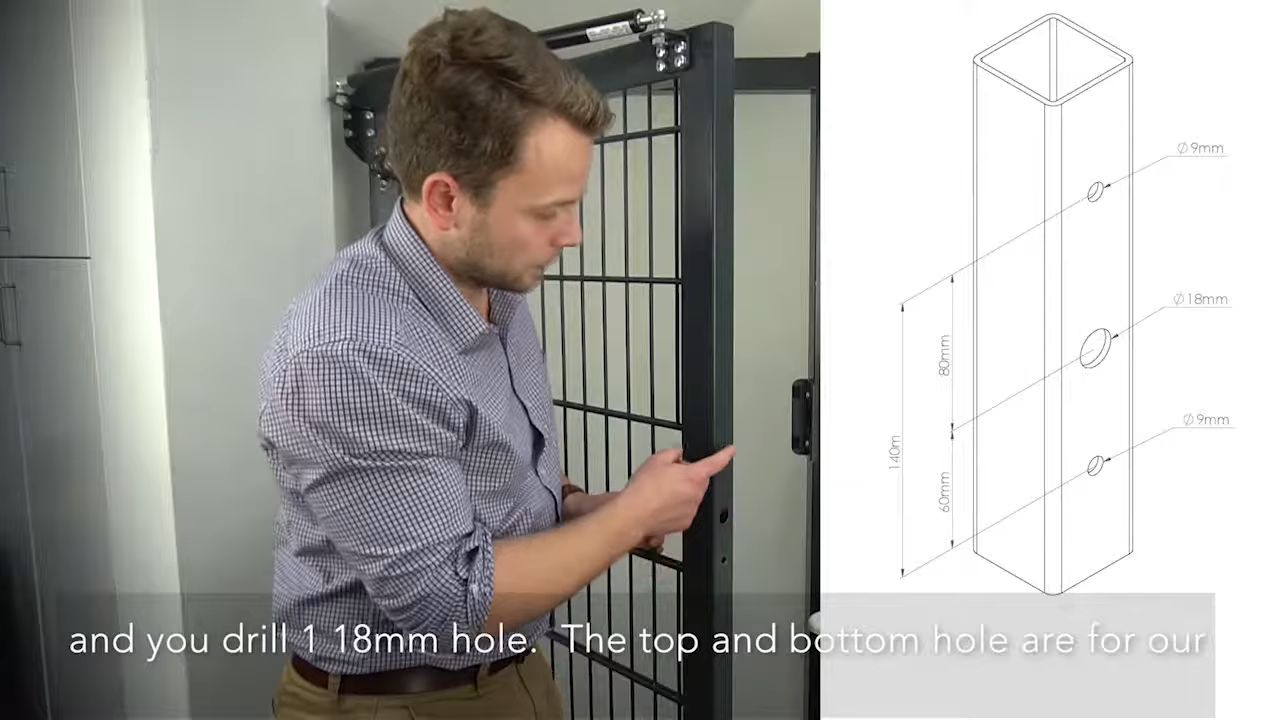 Ø9mm
Ø18mm
80mm
Ø9mm
140m
60mm
and you drill 1 18mm hole. The top and bottom hole are for our